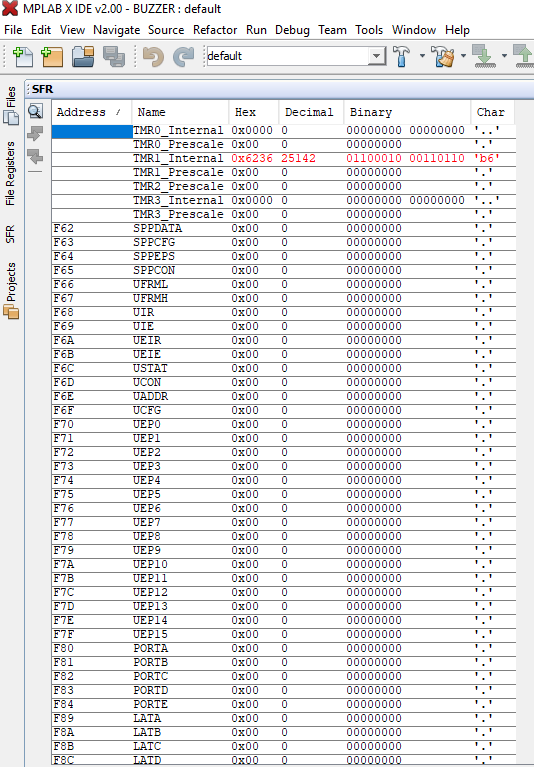 MPLAB X IDE v2.00 - BUZZER : default
File Edit View Navigate Source Refactor Run Debug Team Tools Window Help
default
SFR
Files
File Registers
SFR
Projects
Address / Name Hex Decimal Binary Char
TMR0_Internal 0x0000 0 00000000 00000000 '..'
TMR0_Prescale 0x00 0 00000000 '.'
TMR1_Internal 0x6236 25142 01100010 00110110 'b6'
TMR1_Prescale 0x00 0 00000000 '.'
TMR2_Prescale 0x00 0 00000000 '.'
TMR3_Internal 0x0000 0 00000000 00000000 '..'
TMR3_Prescale 0x00 0 00000000 '.'
F62 SPPDATA 0x00 0 00000000 '.'
F63 SPPCFG 0x00 0 00000000 '.'
F64 SPPEPS 0x00 0 00000000 '.'
F65 SPPCON 0x00 0 00000000 '.'
F66 UFRML 0x00 0 00000000 '.'
F67 UFRMH 0x00 0 00000000 '.'
F68 UIR 0x00 0 00000000 '.'
F69 UIE 0x00 0 00000000 '.'
F6A UEIR 0x00 0 00000000 '.'
F6B UEIE 0x00 0 00000000 '.'
F6C USTAT 0x00 0 00000000 '.'
F6D UCON 0x00 0 00000000 '.'
F6E UADDR 0x00 0 00000000 '.'
F6F UCFG 0x00 0 00000000 '.'
F70 UEP0 0x00 0 00000000 '.'
F71 UEP1 0x00 0 00000000 '.'
F72 UEP2 0x00 0 00000000 '.'
F73 UEP3 0x00 0 00000000 '.'
F74 UEP4 0x00 0 00000000 '.'
F75 UEP5 0x00 0 00000000 '.'
F76 UEP6 0x00 0 00000000 '.'
F77 UEP7 0x00 0 00000000 '.'
F78 UEP8 0x00 0 00000000 '.'
F79 UEP9 0x00 0 00000000 '.'
F7A UEP10 0x00 0 00000000 '.'
F7B UEP11 0x00 0 00000000 '.'
F7C UEP12 0x00 0 00000000 '.'
F7D UEP13 0x00 0 00000000 '.'
F7E UEP14 0x00 0 00000000 '.'
F7F UEP15 0x00 0 00000000 '.'
F80 PORTA 0x00 0 00000000 '.'
F81 PORTB 0x00 0 00000000 '.'
F82 PORTC 0x00 0 00000000 '.'
F83 PORTD 0x00 0 00000000 '.'
F84 PORTE 0x00 0 00000000 '.'
F89 LATA 0x00 0 00000000 '.'
F8A LATB 0x00 0 00000000 '.'
F8B LATC 0x00 0 00000000 '.'
F8C LATD 0x00 0 00000000 '.'